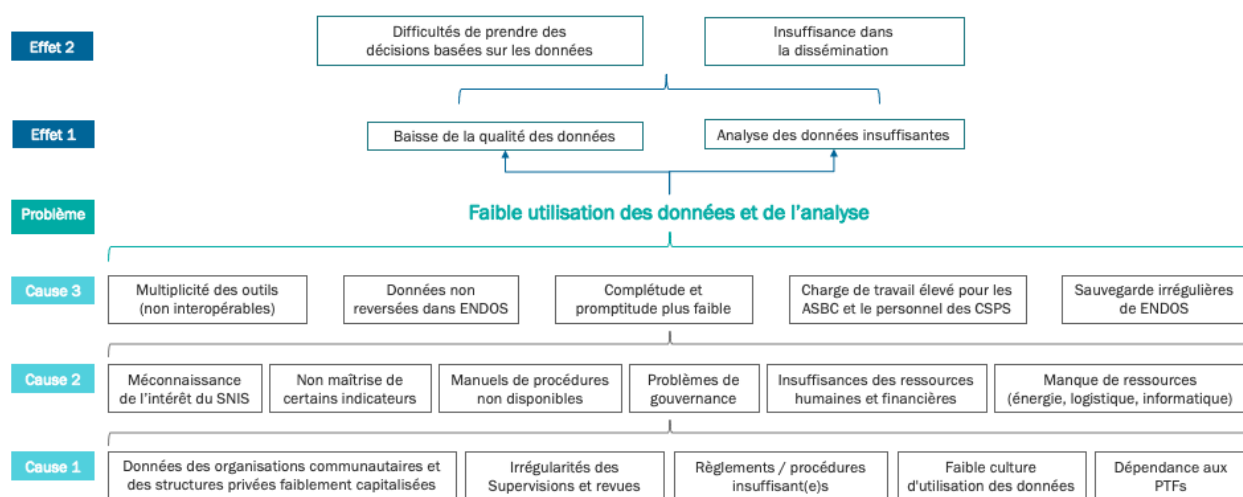 Effet 2
Difficultés de prendre des
décisions basées sur les données
Insuffisance dans
la dissémination
Effet 1
Baisse de la qualité des données
Analyse des données insuffisantes
Problème
Faible utilisation des données et de l'analyse
Cause 3
Multiplicité des outils
(non interopérables)
Données non
reversées dans ENDOS
Complétude et
promptitude plus faible
Charge de travail élevé pour les
ASBC et le personnel des CSPS
Sauvegarde irrégulières
de ENDOS
Cause 2
Méconnaissance
de l'intérêt du SNIS
Non maîtrise de
certains indicateurs
Manuels de procédures
non disponibles
Problèmes de
gouvernance
Insuffisances des ressources
humaines et financières
Manque de ressources
(énergie, logistique, informatique)
Cause 1
Données des organisations communautaires et
des structures privées faiblement capitalisées
Irrégularités des
Supervisions et revues
Règlements / procédures
insuffisant(e)s
Faible culture
d'utilisation des données
Dépendance aux
PTFs